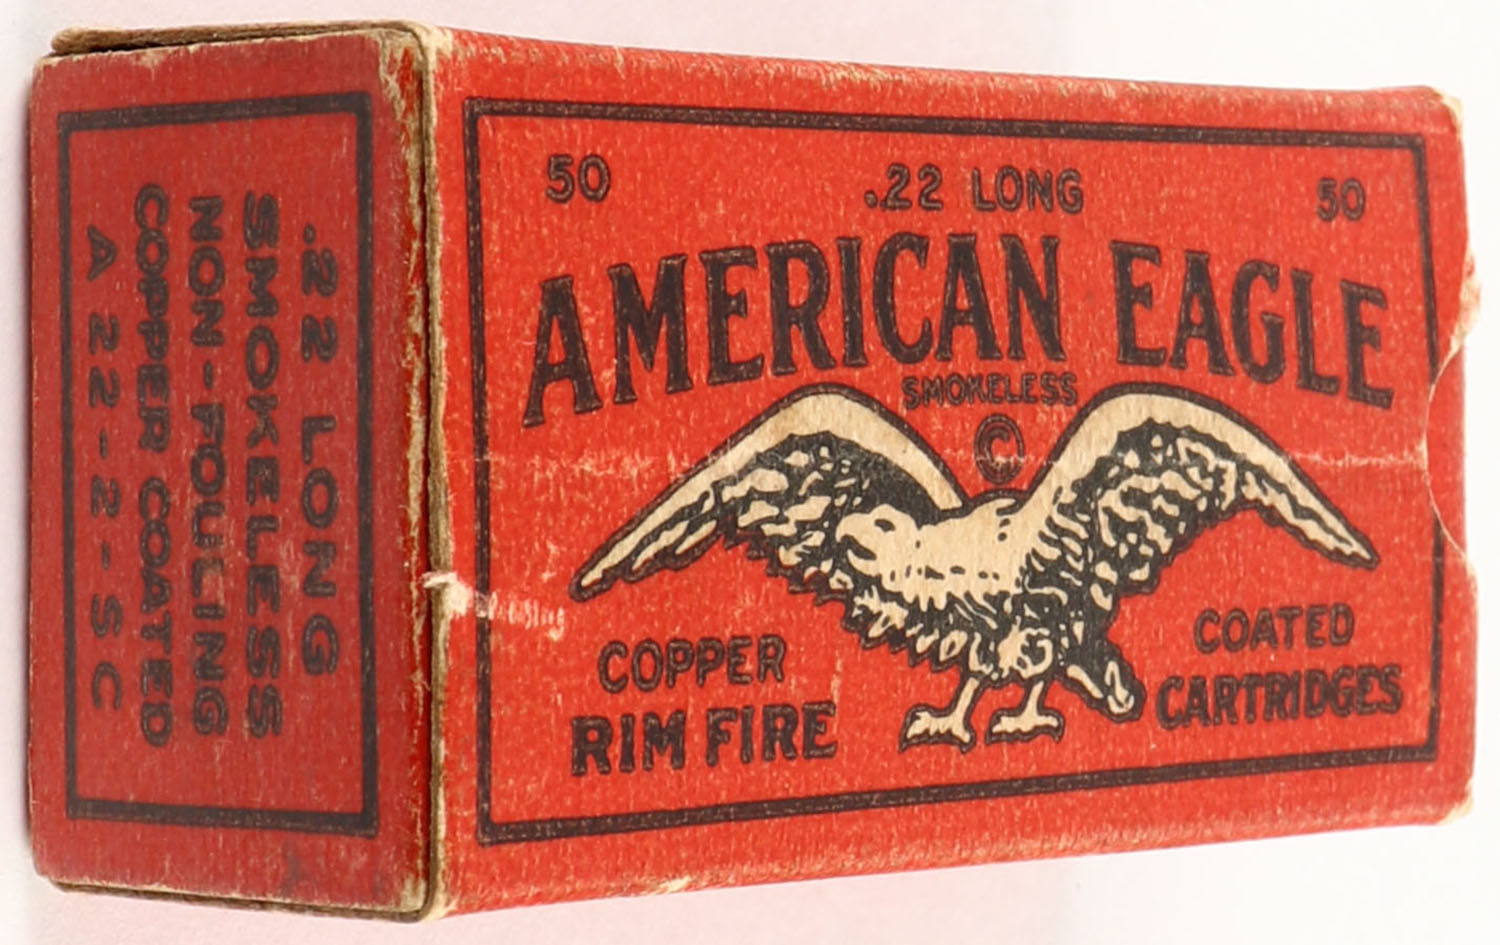 50 .22 LONG 50
AMERICAN EAGLE
SMOKELESS
©
COPPER COATED
RIM FIRE CARTRIDGES
.22 LONG
SMOKELESS
NON-FOULING
COPPER COATED
A22-2-SC